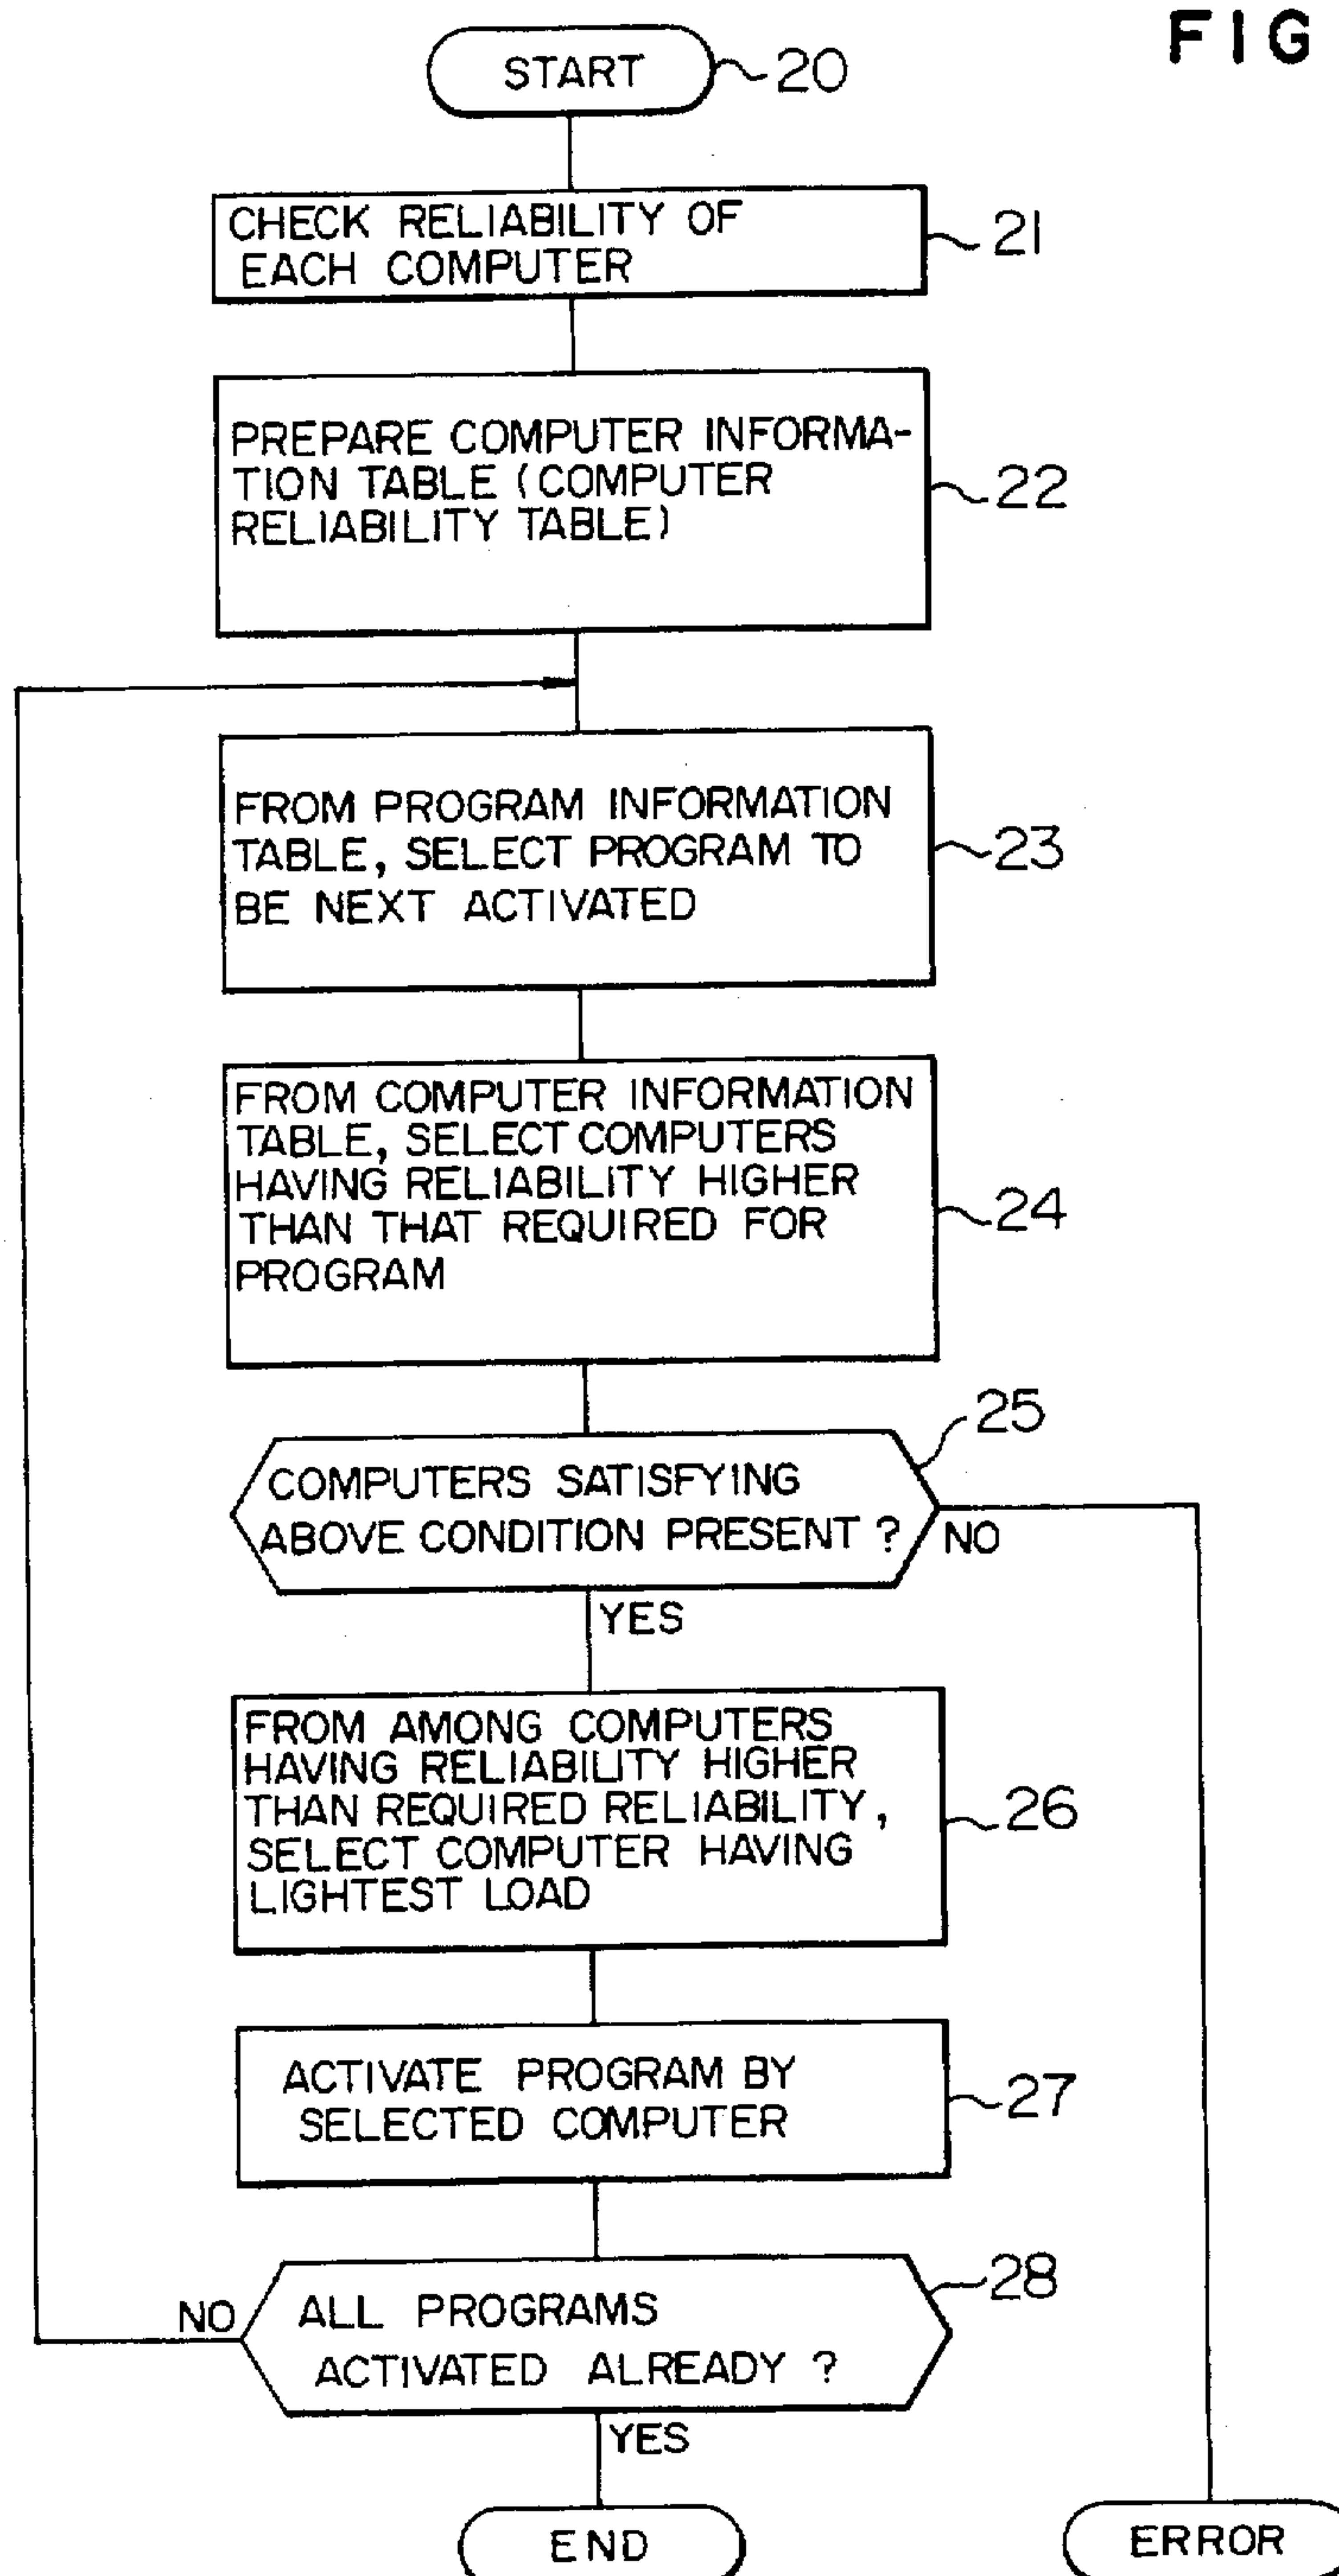 FIG
START 20
CHECK RELIABILITY OF
EACH COMPUTER
21
PREPARE COMPUTER INFORMA-
TION TABLE (COMPUTER
RELIABILITY TABLE)
22
FROM PROGRAM INFORMATION
TABLE, SELECT PROGRAM TO
BE NEXT ACTIVATED
23
FROM COMPUTER INFORMATION
TABLE, SELECT COMPUTERS
HAVING RELIABILITY HIGHER
THAN THAT REQUIRED FOR
PROGRAM
24
25
COMPUTERS SATISFYING
ABOVE CONDITION PRESENT ?
NO
YES
FROM AMONG COMPUTERS
HAVING RELIABILITY HIGHER
THAN REQUIRED RELIABILITY,
SELECT COMPUTER HAVING
LIGHTEST LOAD
26
ACTIVATE PROGRAM BY
SELECTED COMPUTER
27
28
NO
ALL PROGRAMS
ACTIVATED ALREADY ?
YES
END
ERROR